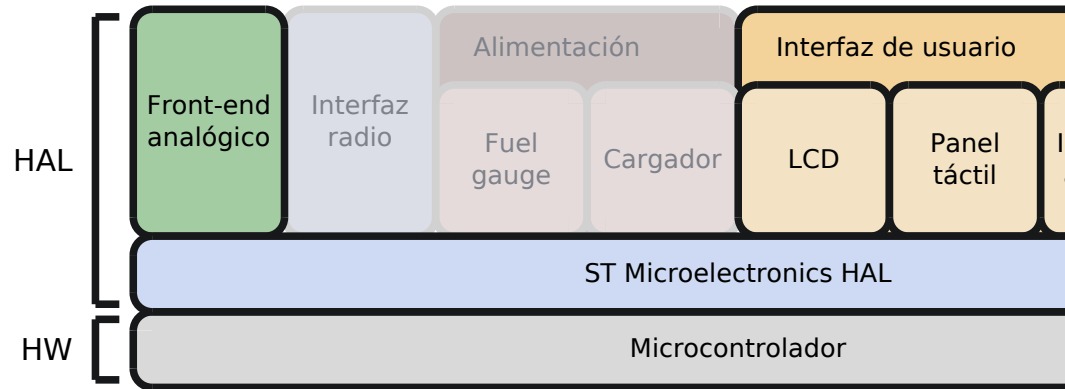 Alimentación
Interfaz de usuario
Front-end
analógico
Interfaz
radio
Fuel
gauge
Cargador
LCD
Panel
táctil
HAL
ST Microelectronics HAL
HW
Microcontrolador